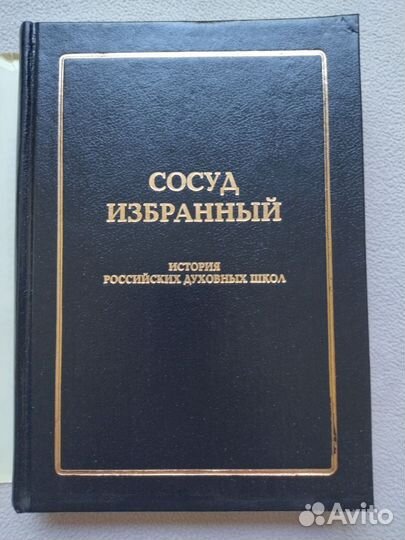 СОСУД
ИЗБРАННЫЙ
ИСТОРИЯ
РОССИЙСКИХ ДУХОВНЫХ ШКОЛ
Avito